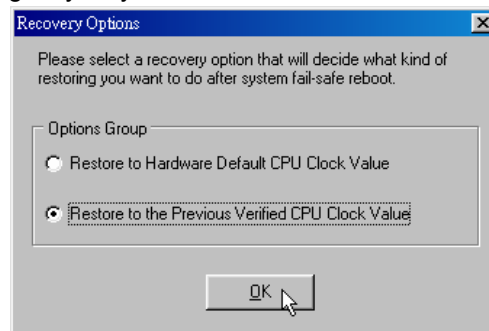 Recovery Options
Please select a recovery option that will decide what kind of
restoring you want to do after system fail-safe reboot.
Options Group
Restore to Hardware Default CPU Clock Value
Restore to the Previous Verified CPU Clock Value
OK